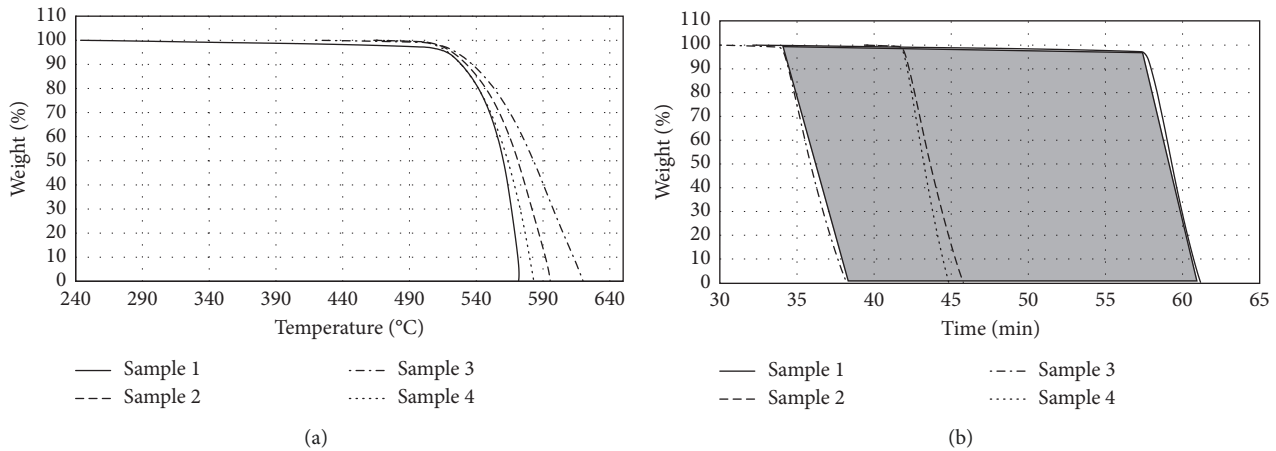 110
100
90
80
70
60
50
40
30
20
10
0
Weight (%)
240 290 340 390 440 490 540 590 640
Temperature (°C)
Sample 1
Sample 2
Sample 3
Sample 4
(a)
110
100
90
80
70
60
50
40
30
20
10
0
Weight (%)
30 35 40 45 50 55 60 65
Time (min)
Sample 1
Sample 2
Sample 3
Sample 4
(b)